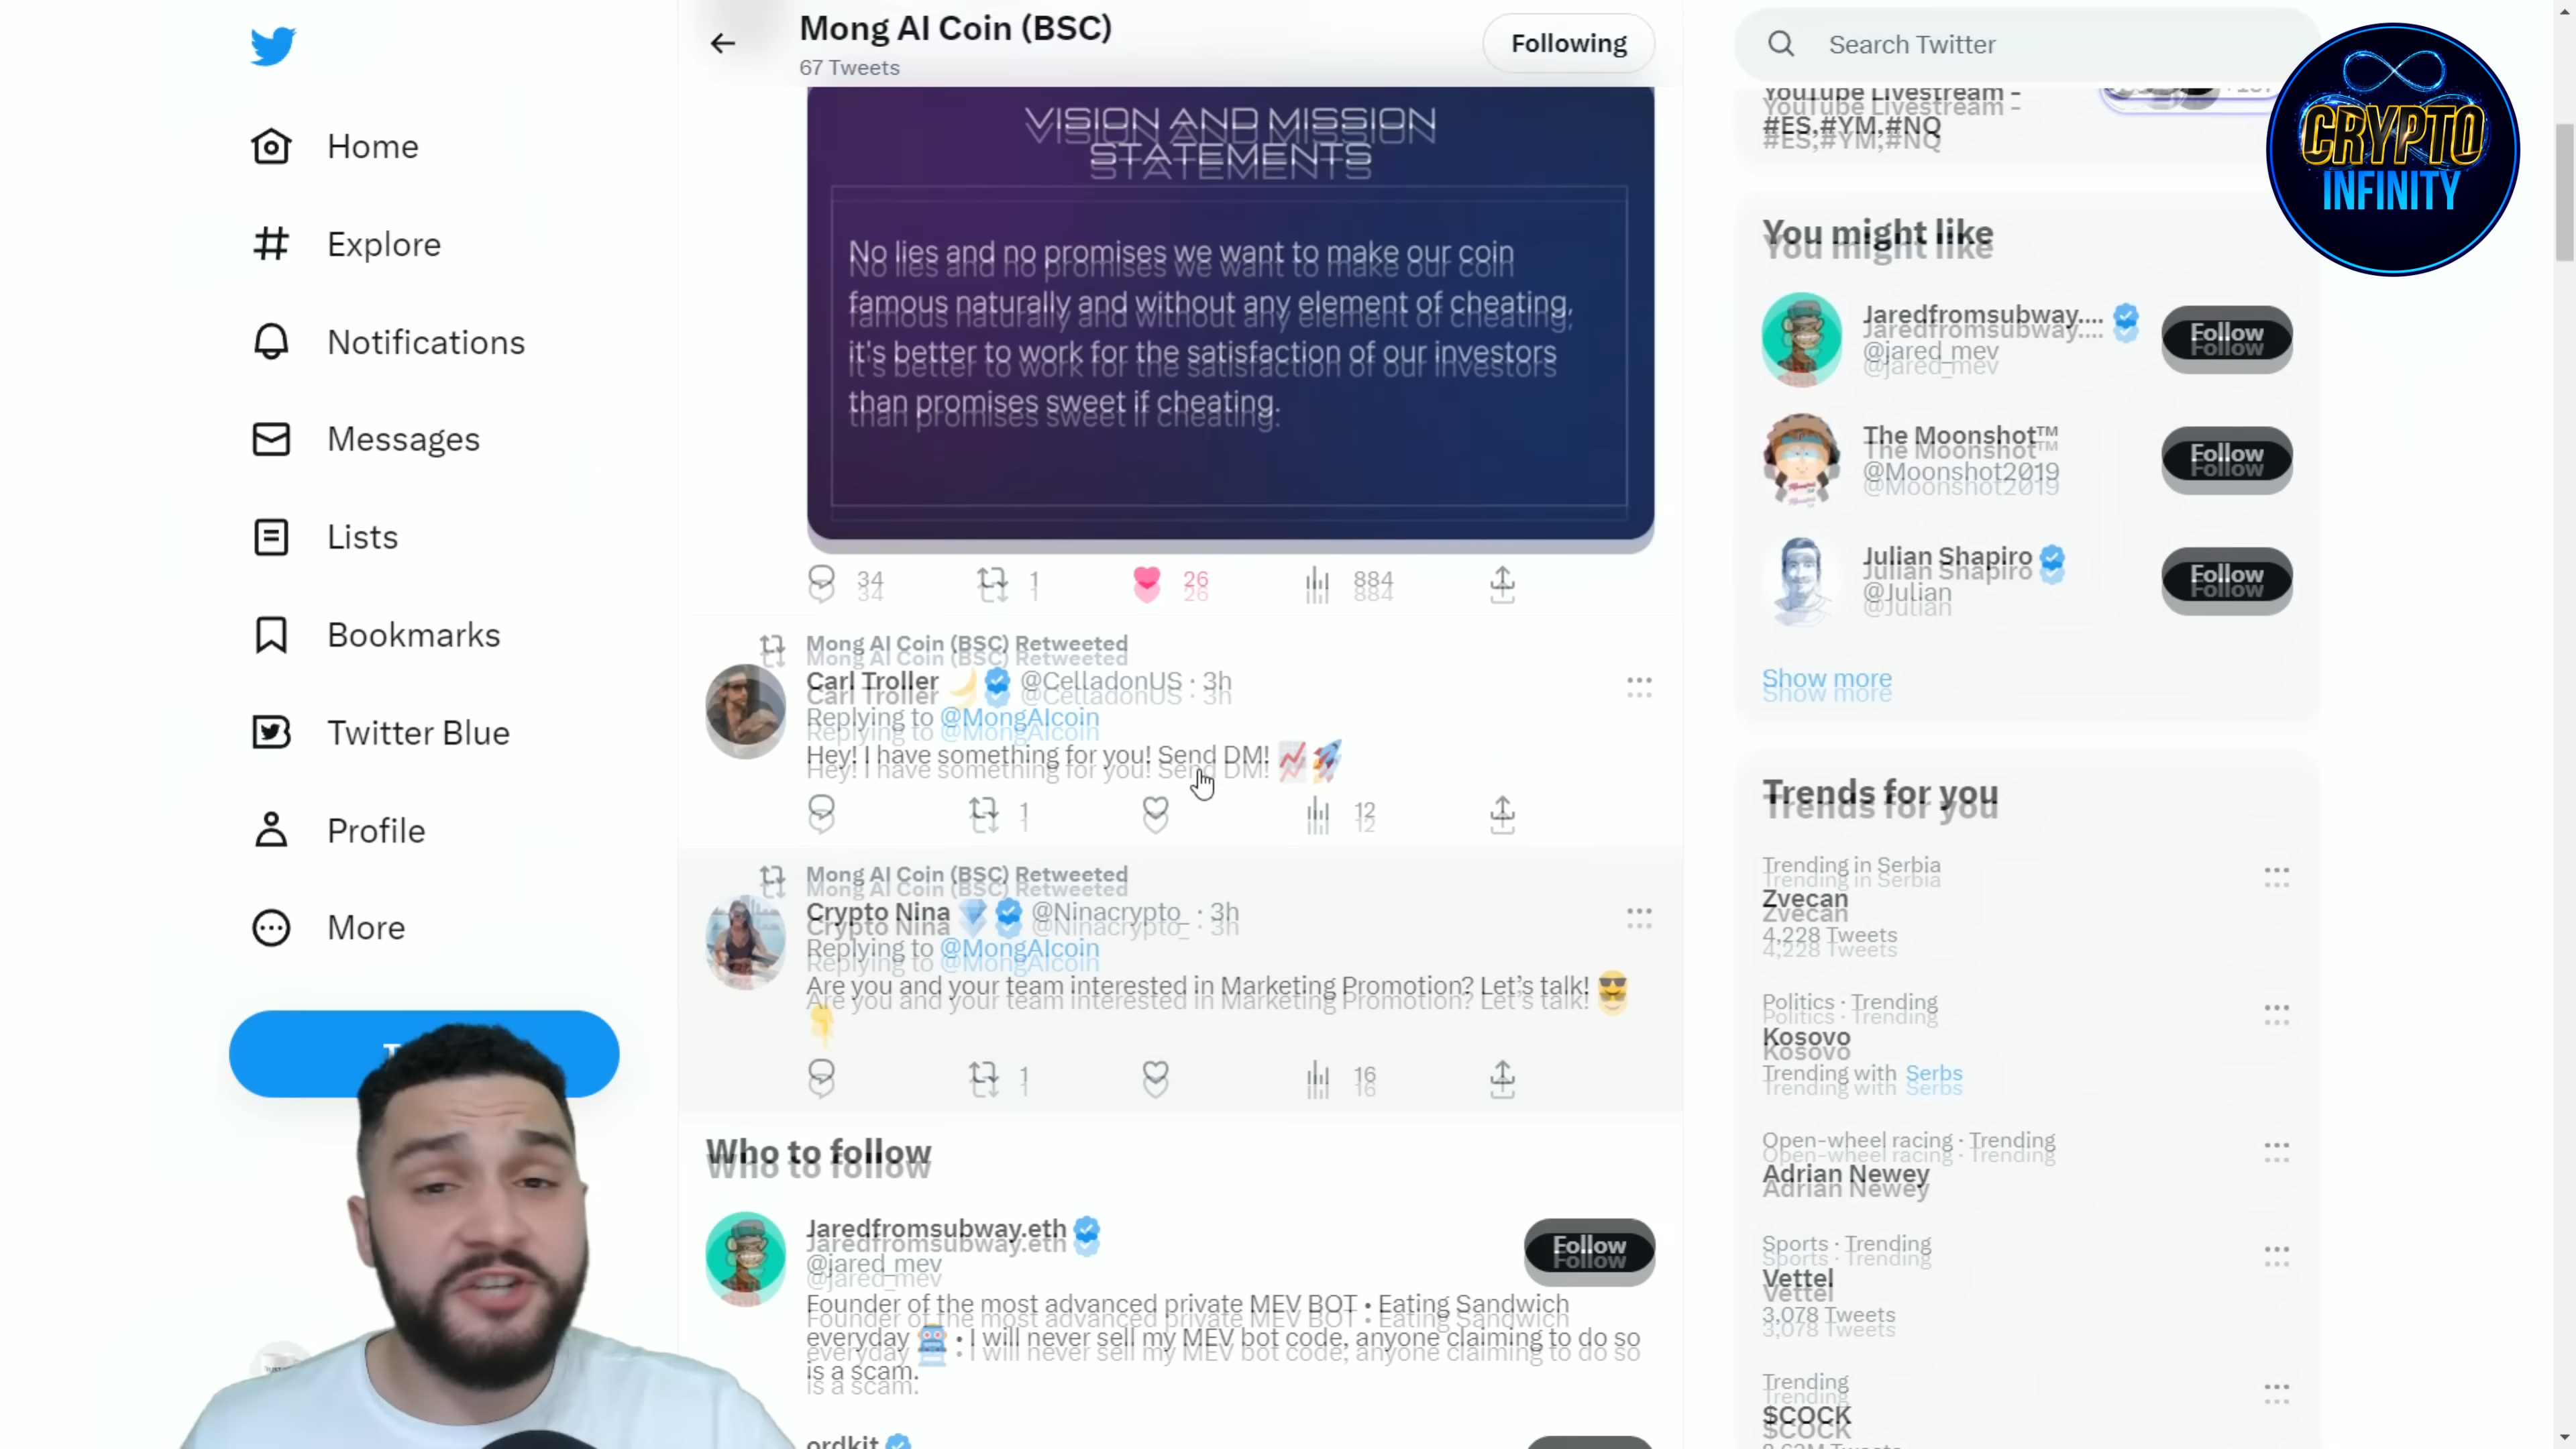 Mong AI Coin (BSC)
67 Tweets
Following
Search Twitter
CRYPTO
INFINITY
Home
Explore
Notifications
Messages
Lists
Bookmarks
Twitter Blue
Profile
More
VISION AND MISSION
STATEMENTS
No lies and no promises we want to make our coin
famous naturally and without any element of cheating,
it's better to work for the satisfaction of our investors
than promises sweet if cheating.
34 1 26 884
Mong AI Coin (BSC) Retweeted
Carl Troller 🌙 @CelladonUS · 3h
Replying to @MongAIcoin
Hey! I have something for you! Send DM! 📈🚀
1 12
Mong AI Coin (BSC) Retweeted
Crypto Nina 💎 @Ninacrypto_ · 3h
Replying to @MongAIcoin
Are you and your team interested in Marketing Promotion? Let's talk! 😎
👇
1 16
Who to follow
Jaredfromsubway.eth
@jared_mev
Follow
Founder of the most advanced private MEV BOT • Eating Sandwich
everyday 🤖 • I will never sell my MEV bot code, anyone claiming to do so
is a scam.
ordkit
YouTube Livestream -
#ES,#YM,#NQ
You might like
Jaredfromsubway....
@jared_mev
Follow
The Moonshot™
@Moonshot2019
Follow
Julian Shapiro
@Julian
Follow
Show more
Trends for you
Trending in Serbia
Zvecan
4,228 Tweets
Politics · Trending
Kosovo
Trending with Serbs
Open-wheel racing · Trending
Adrian Newey
Sports · Trending
Vettel
3,078 Tweets
Trending
$COCK